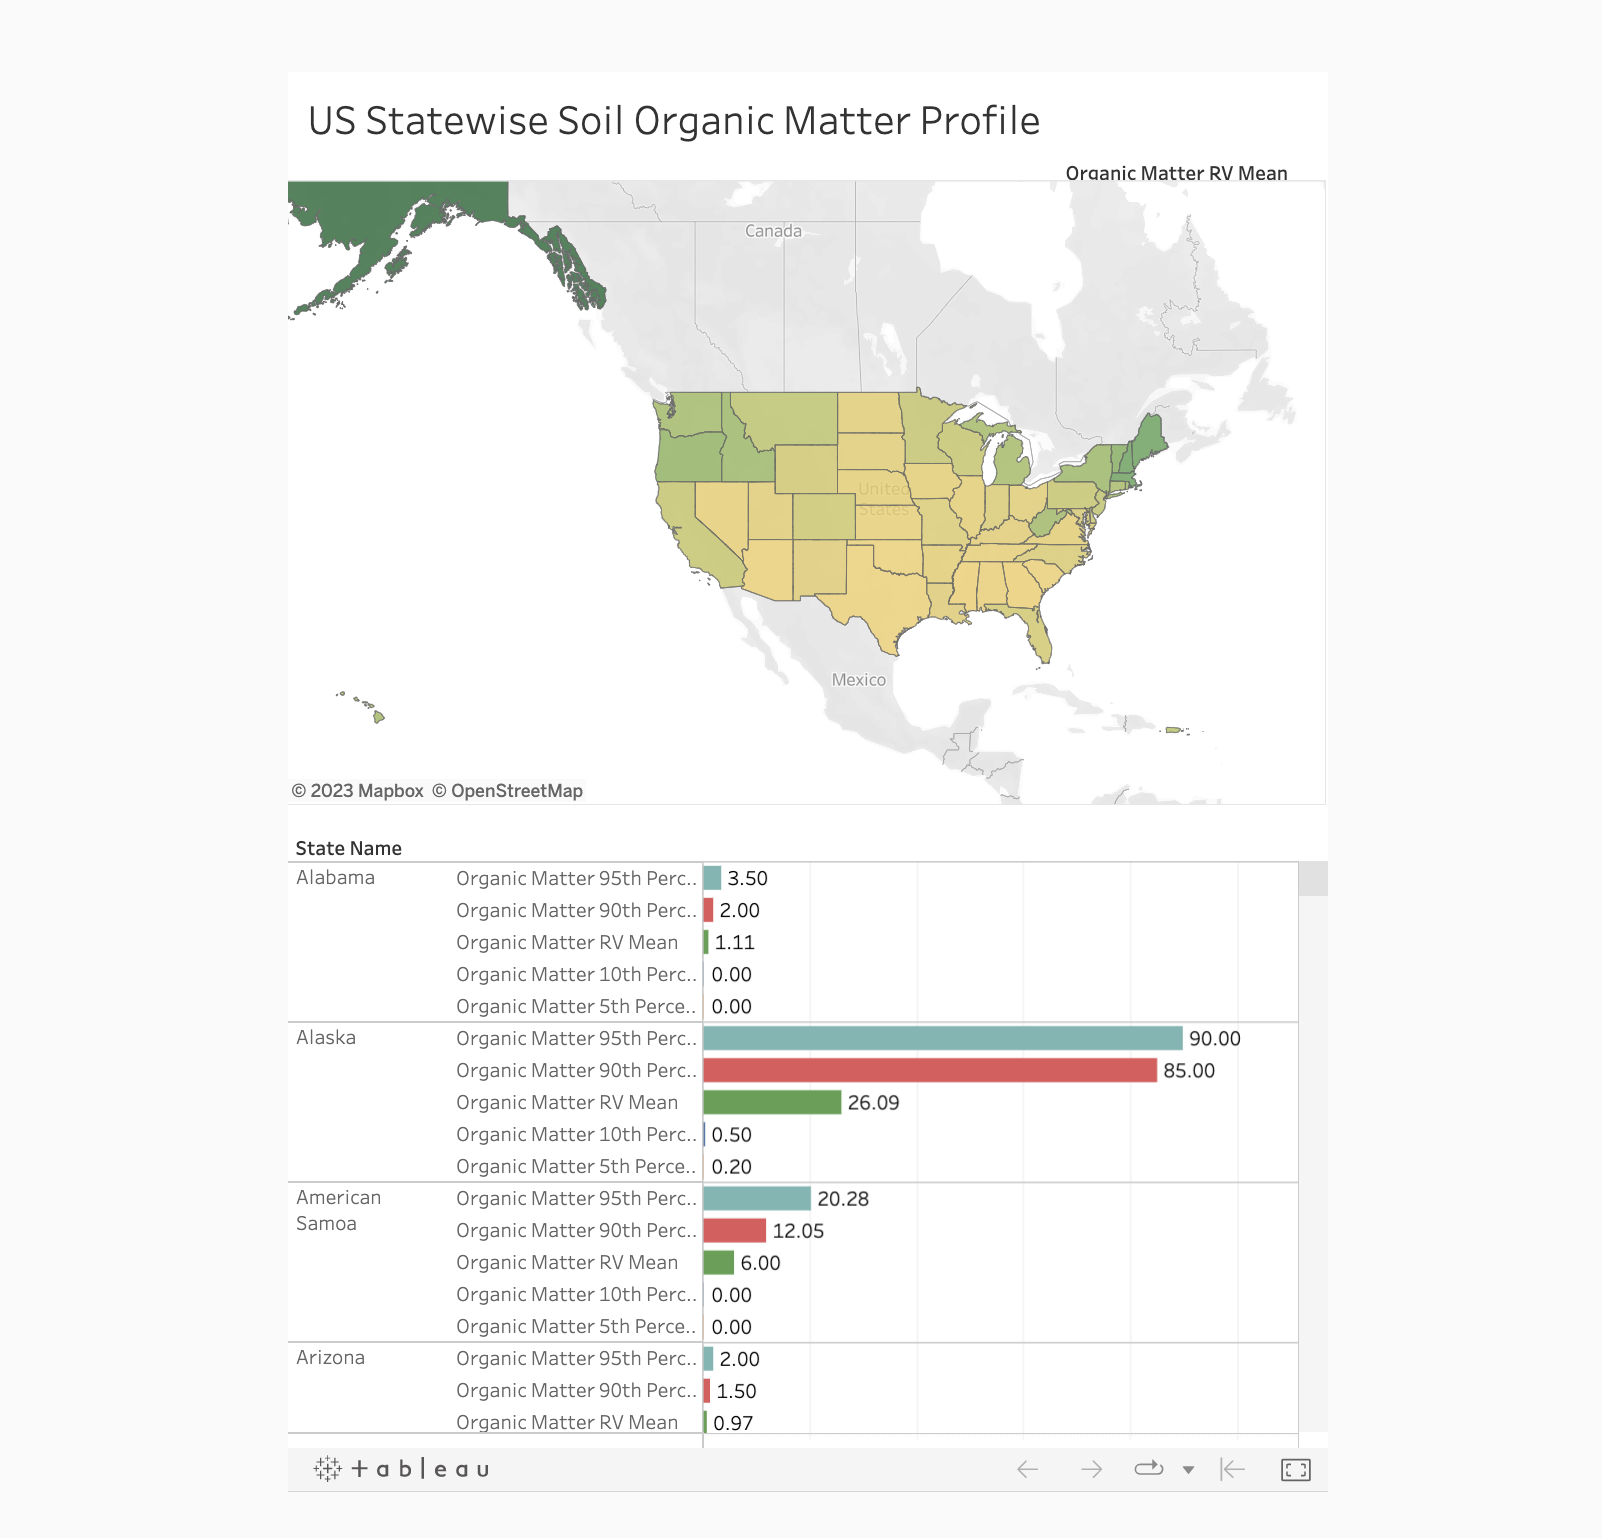 US Statewise Soil Organic Matter Profile
Organic Matter RV Mean
Canada
United
States
Mexico
© 2023 Mapbox © OpenStreetMap
State Name
Alabama
Organic Matter 95th Perc.. 3.50
Organic Matter 90th Perc.. 2.00
Organic Matter RV Mean 1.11
Organic Matter 10th Perc.. 0.00
Organic Matter 5th Perce.. 0.00
Alaska
Organic Matter 95th Perc.. 90.00
Organic Matter 90th Perc.. 85.00
Organic Matter RV Mean 26.09
Organic Matter 10th Perc.. 0.50
Organic Matter 5th Perce.. 0.20
American
Samoa
Organic Matter 95th Perc.. 20.28
Organic Matter 90th Perc.. 12.05
Organic Matter RV Mean 6.00
Organic Matter 10th Perc.. 0.00
Organic Matter 5th Perce.. 0.00
Arizona
Organic Matter 95th Perc.. 2.00
Organic Matter 90th Perc.. 1.50
Organic Matter RV Mean 0.97
+ a b l e a u